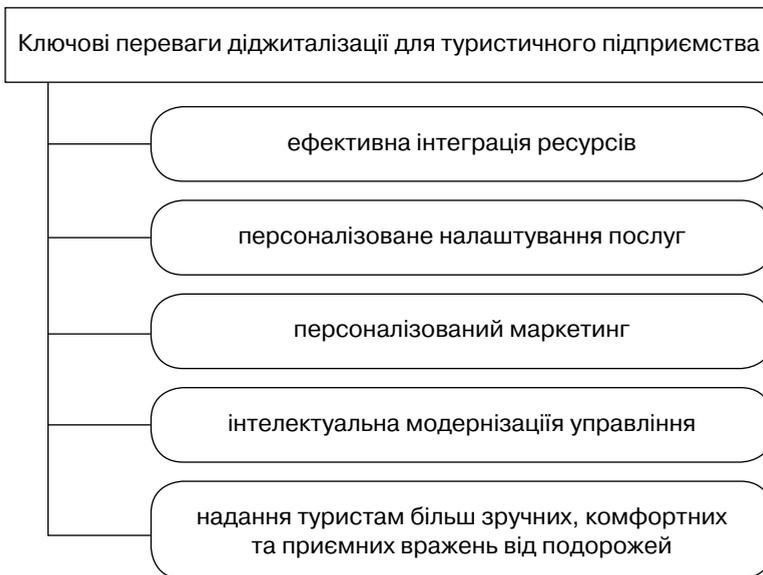 Ключові переваги діджиталізації для туристичного підприємства
ефективна інтеграція ресурсів
персоналізоване налаштування послуг
персоналізований маркетинг
інтелектуальна модернізаціїя управління
надання туристам більш зручних, комфортних
та приємних вражень від подорожей